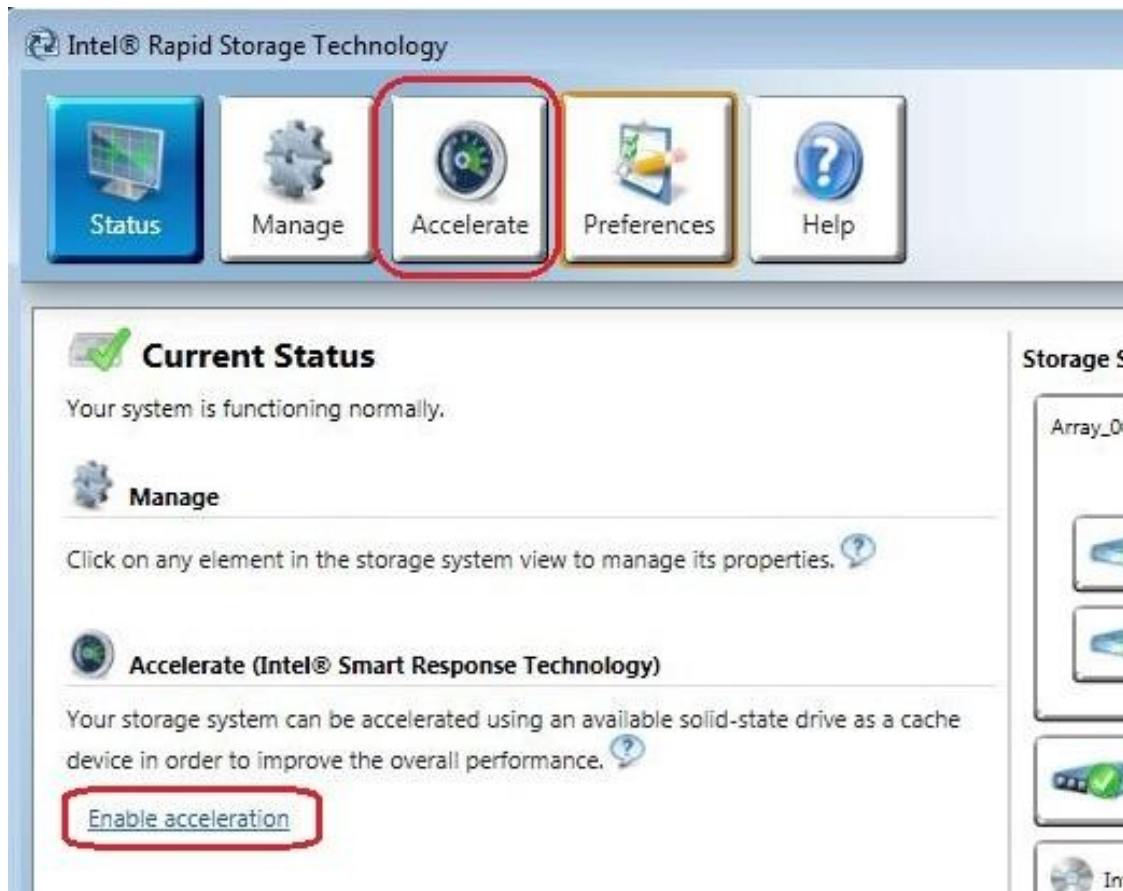 Intel® Rapid Storage Technology
Status
Manage
Accelerate
Preferences
Help
Current Status
Your system is functioning normally.
Manage
Click on any element in the storage system view to manage its properties.
Accelerate (Intel® Smart Response Technology)
Your storage system can be accelerated using an available solid-state drive as a cache
device in order to improve the overall performance.
Enable acceleration
Storage